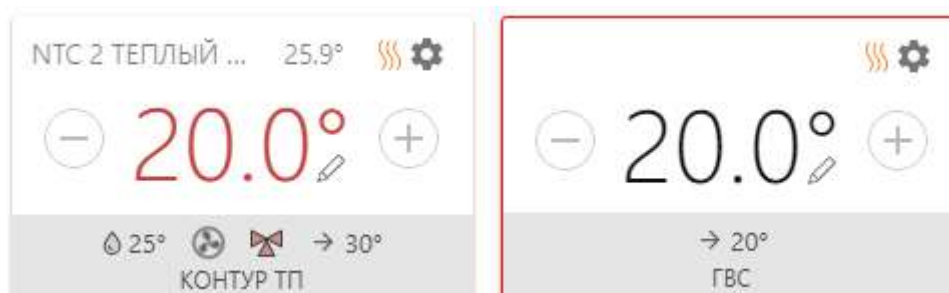 NTC 2 ТЕПЛЫЙ ... 25.9°
20.0°
25° → 30°
КОНТУР ТП
20.0°
→ 20°
ГВС